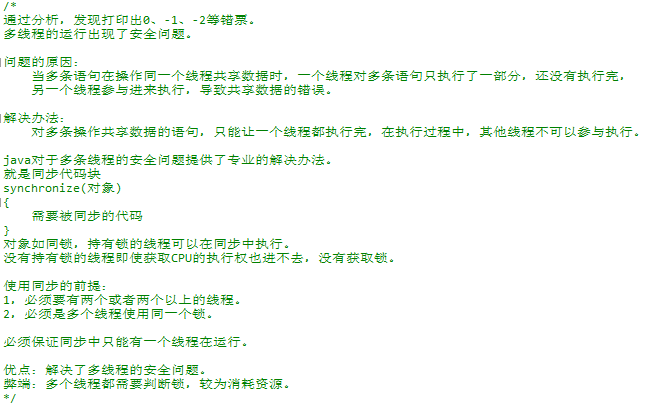 /*
通过分析，发现打印出0、-1、-2等错票。
多线程的运行出现了安全问题。
问题的原因：
当多条语句在操作同一个线程共享数据时，一个线程对多条语句只执行了一部分，还没有执行完，
另一个线程参与进来执行，导致共享数据的错误。
解决办法：
对多条操作共享数据的语句，只能让一个线程都执行完，在执行过程中，其他线程不可以参与执行。
java对于多条线程的安全问题提供了专业的解决办法。
就是同步代码块
synchronize(对象)
{
需要被同步的代码
}
对象如同锁，持有锁的线程可以在同步中执行。
没有持有锁的线程即使获取CPU的执行权也进不去，没有获取锁。
使用同步的前提：
1，必须要有两个或者两个以上的线程。
2，必须是多个线程使用同一个锁。
必须保证同步中只能有一个线程在运行。
优点：解决了多线程的安全问题。
弊端：多个线程都需要判断锁，较为消耗资源。
*/